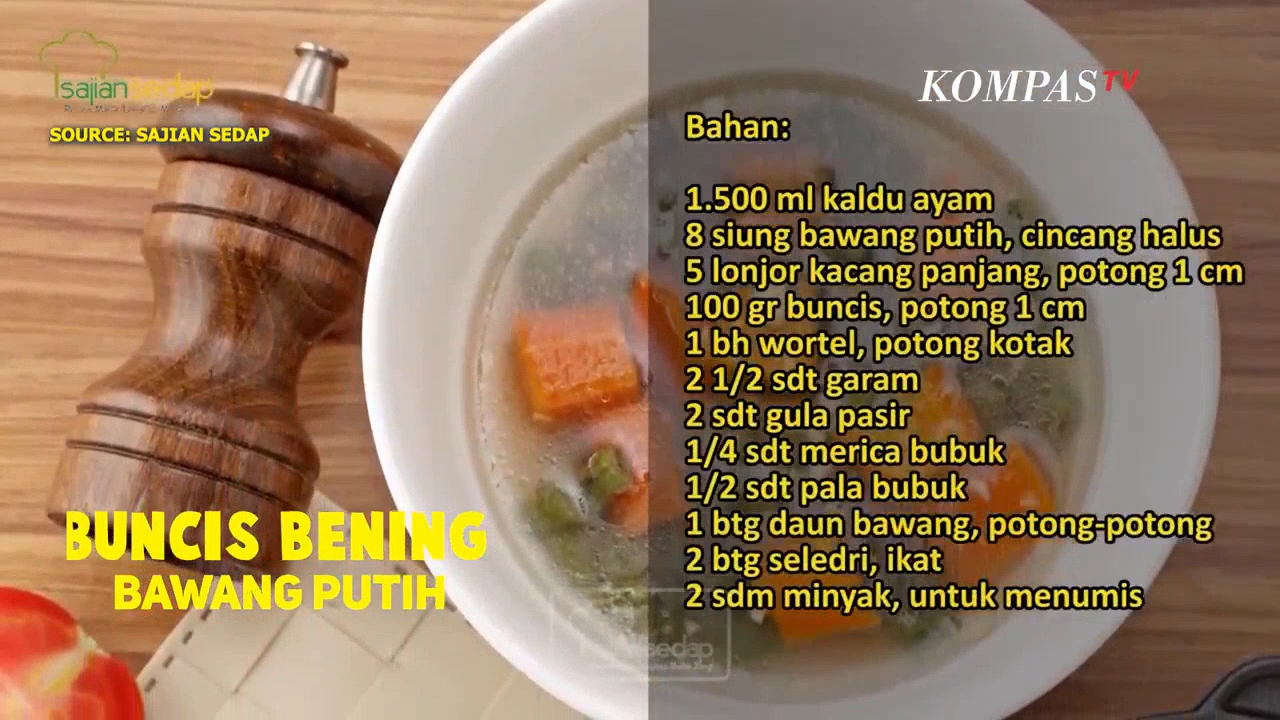 sajiansedap
SOURCE: SAJIAN SEDAP
KOMPAS TV
Bahan:
1.500 ml kaldu ayam
8 siung bawang putih, cincang halus
5 lonjor kacang panjang, potong 1 cm
100 gr buncis, potong 1 cm
1 bh wortel, potong kotak
2 1/2 sdt garam
2 sdt gula pasir
1/4 sdt merica bubuk
1/2 sdt pala bubuk
1 btg daun bawang, potong-potong
2 btg seledri, ikat
2 sdm minyak, untuk menumis
BUNCIS BENING
BAWANG PUTIH